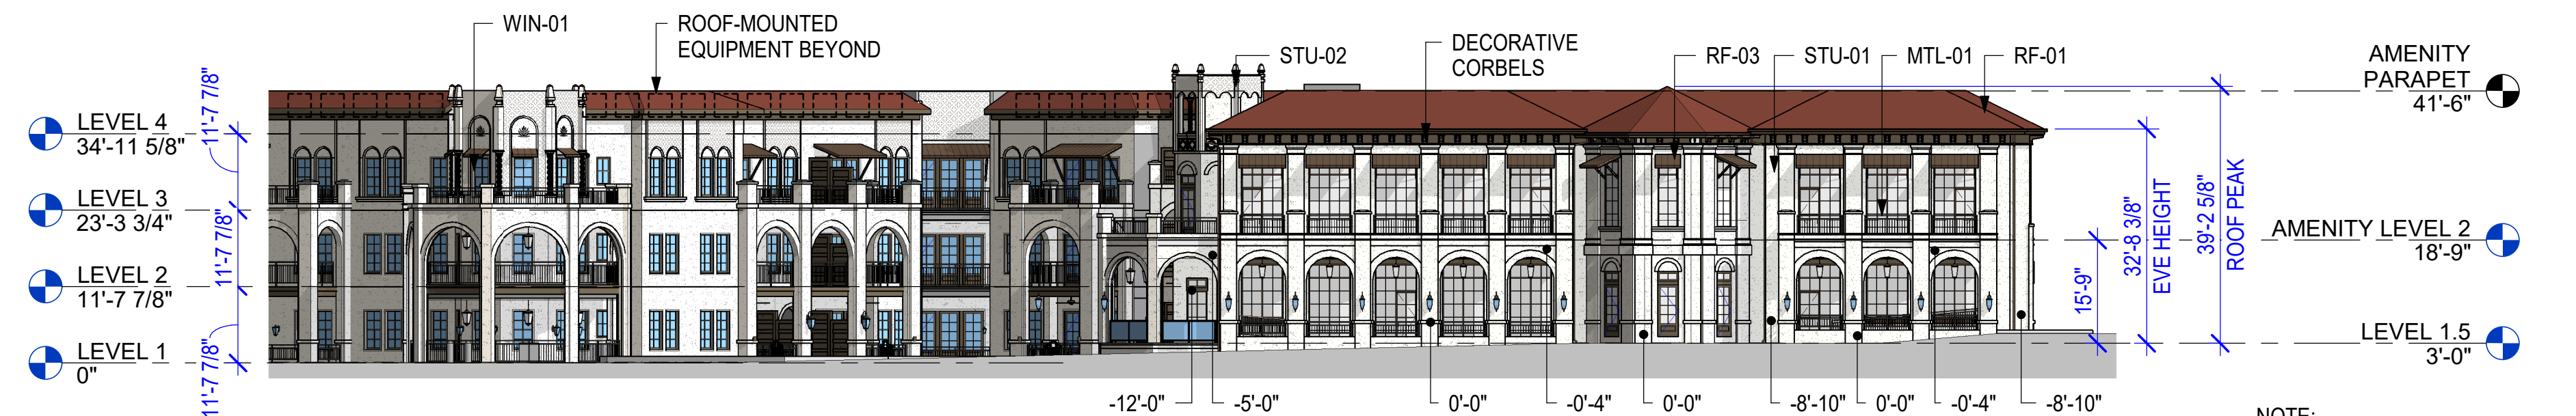 WIN-01
ROOF-MOUNTED
EQUIPMENT BEYOND
STU-02
DECORATIVE
CORBELS
RF-03
STU-01
MTL-01
RF-01
AMENITY
PARAPET
41'-6"
LEVEL 4
34'-11 5/8"
LEVEL 3
23'-3 3/4"
LEVEL 2
11'-7 7/8"
LEVEL 1
0"
11'-7 7/8"
11'-7 7/8"
11'-7 7/8"
15'-9"
32'-8 3/8"
EVE HEIGHT
39'-2 5/8"
ROOF PEAK
AMENITY LEVEL 2
18'-9"
LEVEL 1.5
3'-0"
-12'-0"
-5'-0"
0'-0"
-0'-4"
0'-0"
-8'-10"
0'-0"
-0'-4"
-8'-10"
NOTE: